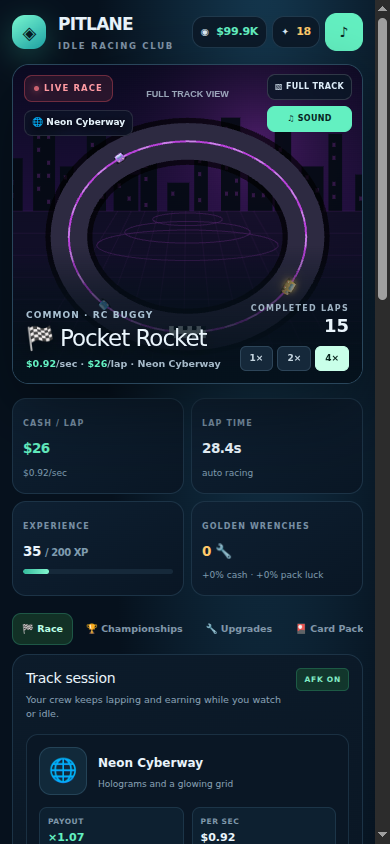 PITLANE
IDLE RACING CLUB
$99.9K
18
LIVE RACE
FULL TRACK VIEW
FULL TRACK
Neon Cyberway
SOUND
COMMON · RC BUGGY
Pocket Rocket
$0.92/sec · $26/lap · Neon Cyberway
COMPLETED LAPS
15
1× 2× 4×
CASH / LAP
$26
$0.92/sec
LAP TIME
28.4s
auto racing
EXPERIENCE
35 / 200 XP
GOLDEN WRENCHES
0
+0% cash · +0% pack luck
Race Championships Upgrades Card Pack
Track session
AFK ON
Your crew keeps lapping and earning while you watch
or idle.
Neon Cyberway
Holograms and a glowing grid
PAYOUT
×1.07
PER SEC
$0.92